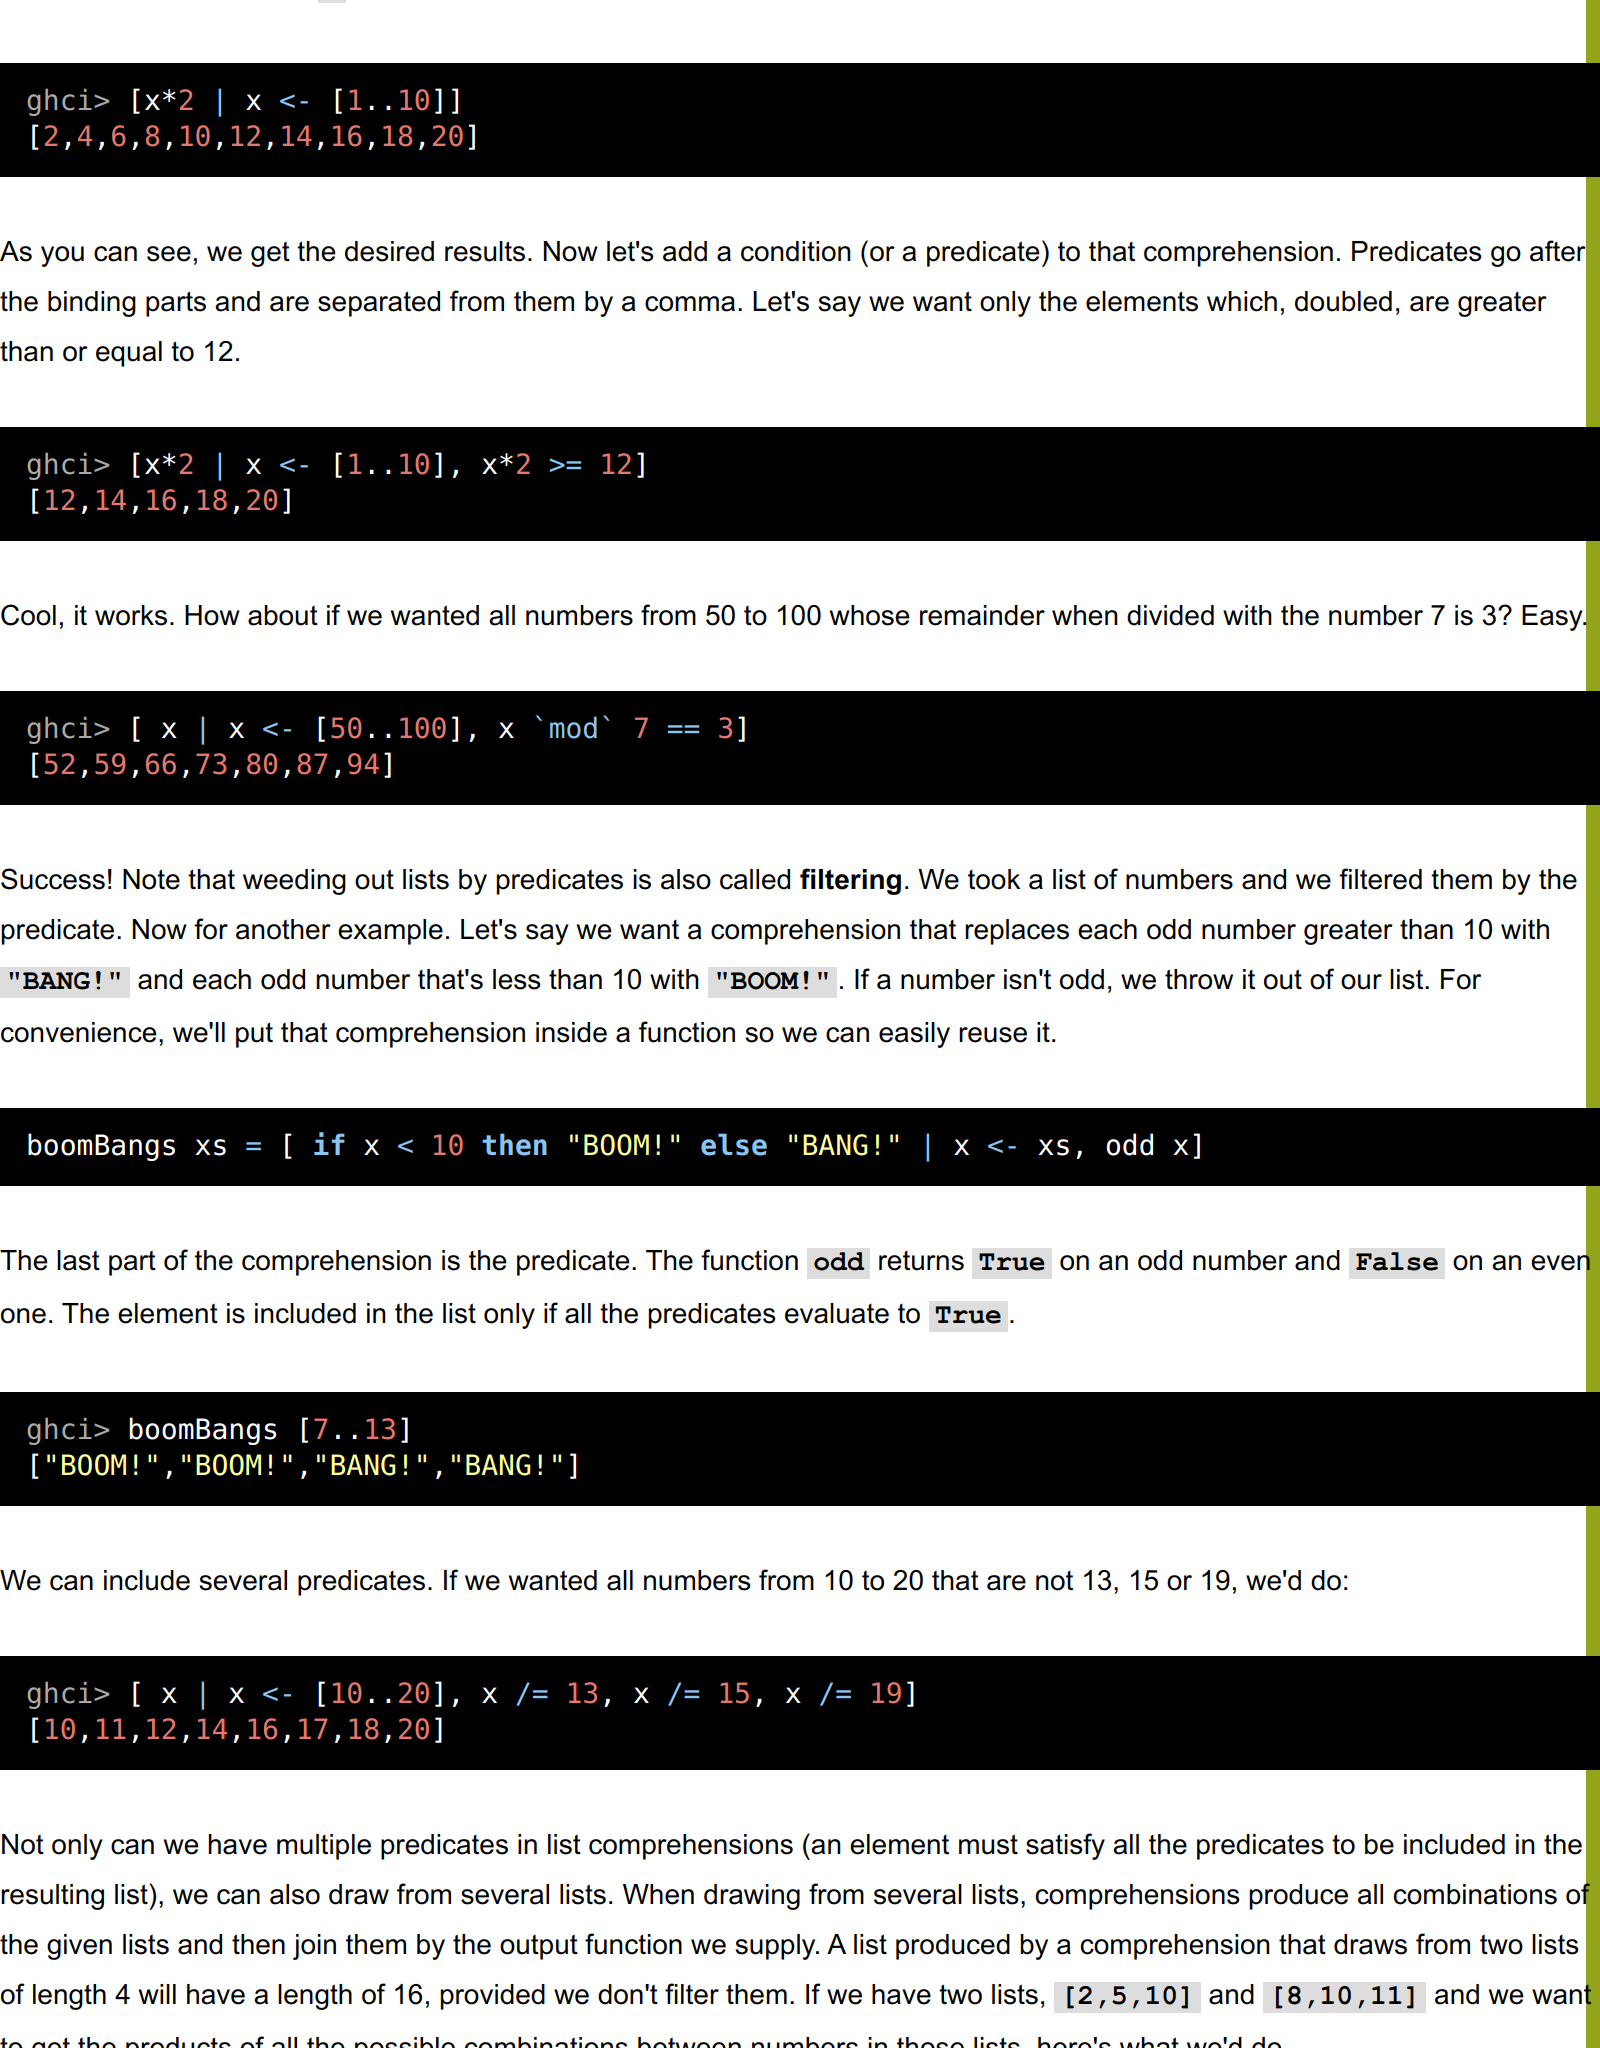 ghci> [x*2 | x <- [1..10]]
[2,4,6,8,10,12,14,16,18,20]
As you can see, we get the desired results. Now let's add a condition (or a predicate) to that comprehension. Predicates go after
the binding parts and are separated from them by a comma. Let's say we want only the elements which, doubled, are greater
than or equal to 12.
ghci> [x*2 | x <- [1..10], x*2 >= 12]
[12,14,16,18,20]
Cool, it works. How about if we wanted all numbers from 50 to 100 whose remainder when divided with the number 7 is 3? Easy.
ghci> [ x | x <- [50..100], x `mod` 7 == 3]
[52,59,66,73,80,87,94]
Success! Note that weeding out lists by predicates is also called filtering. We took a list of numbers and we filtered them by the
predicate. Now for another example. Let's say we want a comprehension that replaces each odd number greater than 10 with
"BANG!" and each odd number that's less than 10 with "BOOM!". If a number isn't odd, we throw it out of our list. For
convenience, we'll put that comprehension inside a function so we can easily reuse it.
boomBangs xs = [ if x < 10 then "BOOM!" else "BANG!" | x <- xs, odd x]
The last part of the comprehension is the predicate. The function odd returns True on an odd number and False on an even
one. The element is included in the list only if all the predicates evaluate to True.
ghci> boomBangs [7..13]
["BOOM!","BOOM!","BANG!","BANG!"]
We can include several predicates. If we wanted all numbers from 10 to 20 that are not 13, 15 or 19, we'd do:
ghci> [ x | x <- [10..20], x /= 13, x /= 15, x /= 19]
[10,11,12,14,16,17,18,20]
Not only can we have multiple predicates in list comprehensions (an element must satisfy all the predicates to be included in the
resulting list), we can also draw from several lists. When drawing from several lists, comprehensions produce all combinations of
the given lists and then join them by the output function we supply. A list produced by a comprehension that draws from two lists
of length 4 will have a length of 16, provided we don't filter them. If we have two lists, [2,5,10] and [8,10,11] and we want
to get the products of all the possible combinations between numbers in those lists, here's what we'd do.